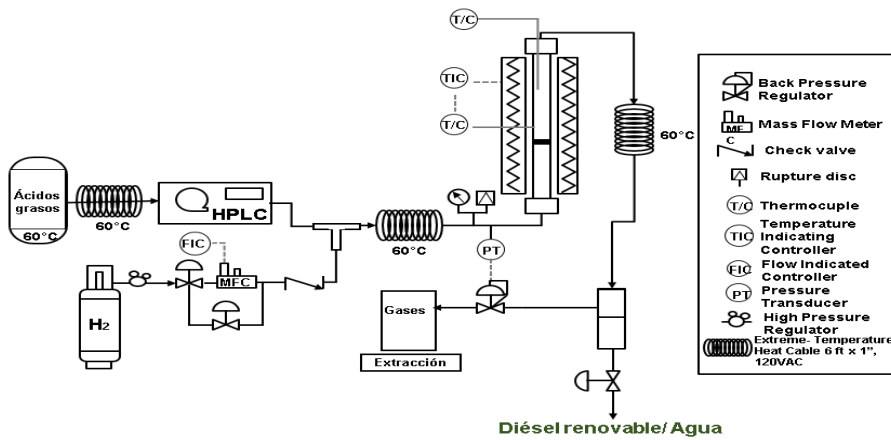 T/C
TIC
T/C
60°C
Ácidos
grasos
60°C
60°C
HPLC
60°C
FIC
MFC
H2
PT
Gases
Extracción
Diésel renovable/ Agua
Back Pressure
Regulator
MF
C
Mass Flow Meter
Check valve
Rupture disc
T/C
Thermocuple
TIC
Temperature
Indicating
Controller
FIC
Flow Indicated
Controller
PT
Pressure
Transducer
High Pressure
Regulator
Extreme- Temperature
Heat Cable 6 ft x 1”,
120VAC